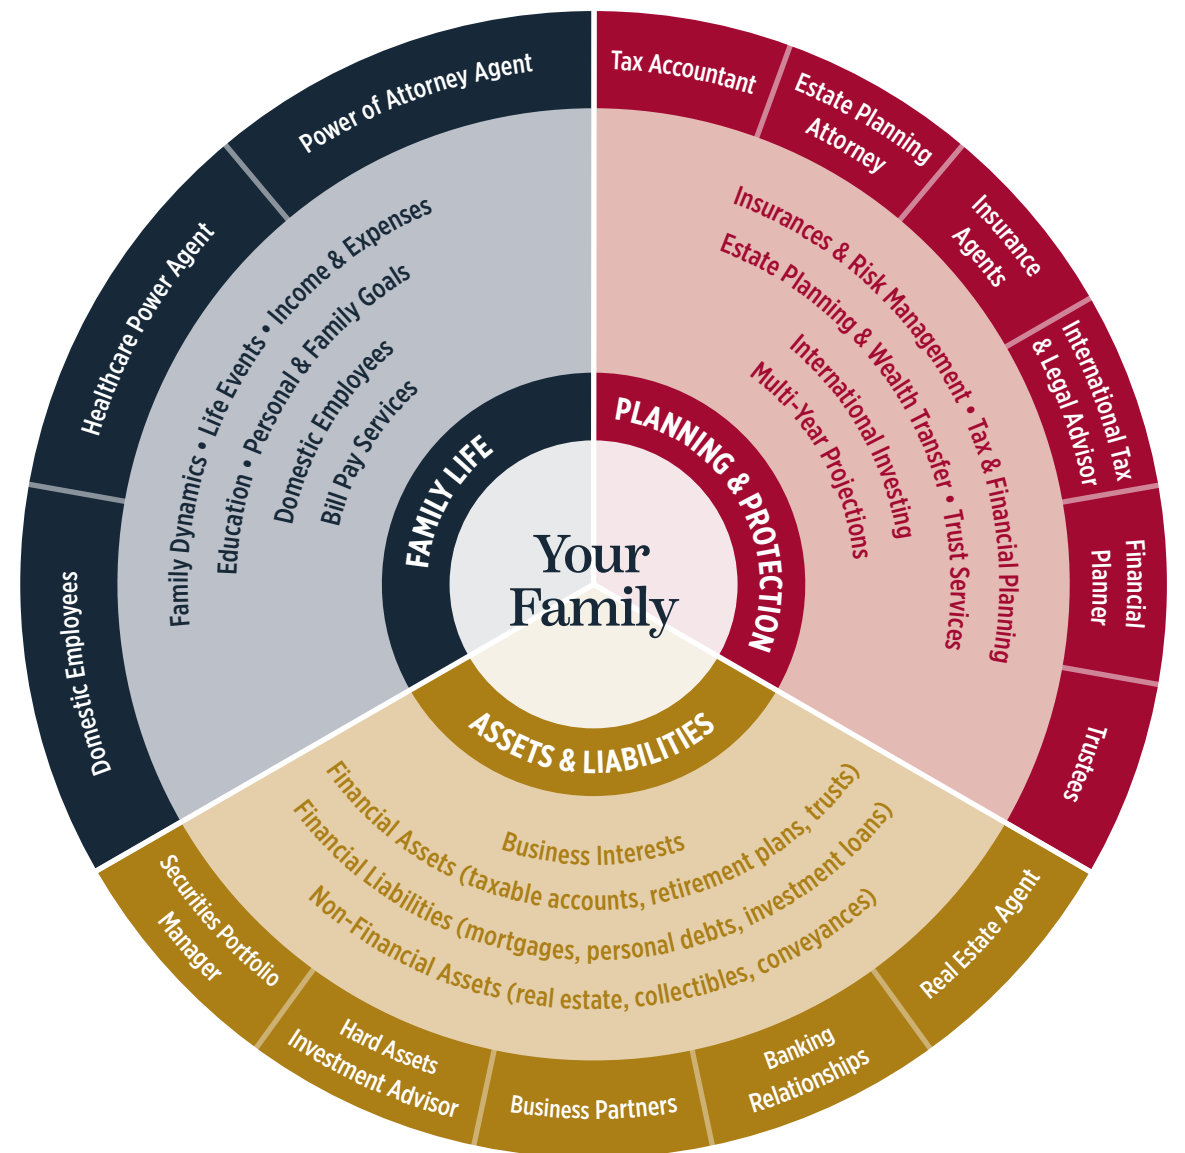 Your
Family
FAMILY LIFE
PLANNING & PROTECTION
ASSETS & LIABILITIES
Family Dynamics • Life Events • Income & Expenses
Education • Personal & Family Goals
Domestic Employees
Bill Pay Services
Insurances & Risk Management • Tax & Financial Planning
Estate Planning & Wealth Transfer • Trust Services
International Investing
Multi-Year Projections
Business Interests
Financial Assets (taxable accounts, retirement plans, trusts)
Financial Liabilities (mortgages, personal debts, investment loans)
Non-Financial Assets (real estate, collectibles, conveyances)
Domestic Employees
Healthcare Power Agent
Power of Attorney Agent
Tax Accountant
Estate Planning
Attorney
Insurance
Agents
International Tax
& Legal Advisor
Financial
Planner
Trustees
Real Estate Agent
Banking
Relationships
Business Partners
Hard Assets
Investment Advisor
Securities Portfolio
Manager